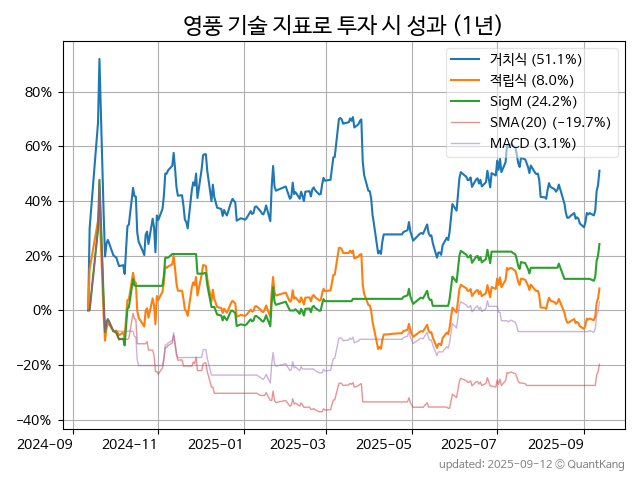 영풍 기술 지표로 투자 시 성과 (1년)
거치식 (51.1%)
적립식 (8.0%)
SigM (24.2%)
SMA(20) (−19.7%)
MACD (3.1%)
80%
60%
40%
20%
0%
−20%
−40%
2024-09 2024-11 2025-01 2025-03 2025-05 2025-07 2025-09
updated: 2025-09-12 © QuantKang